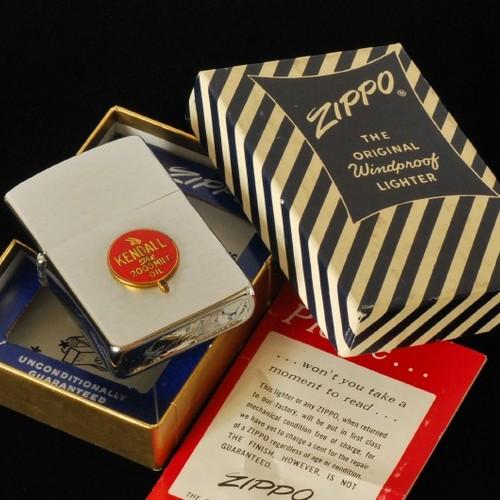 ZIPPO®
THE
ORIGINAL
Windproof
LIGHTER
ZIPPO
KENDALL
The
2000 MILE
OIL
UNCONDITIONALLY
GUARANTEED
. . . won't you take a
moment to read . . .
This lighter or any ZIPPO, when returned
to our factory, will be put in first class
mechanical condition free of charge, for
we have yet to charge a cent for the repair
of a ZIPPO regardless of age or condition.
THE FINISH, HOWEVER, IS NOT
GUARANTEED.
ZIPPO